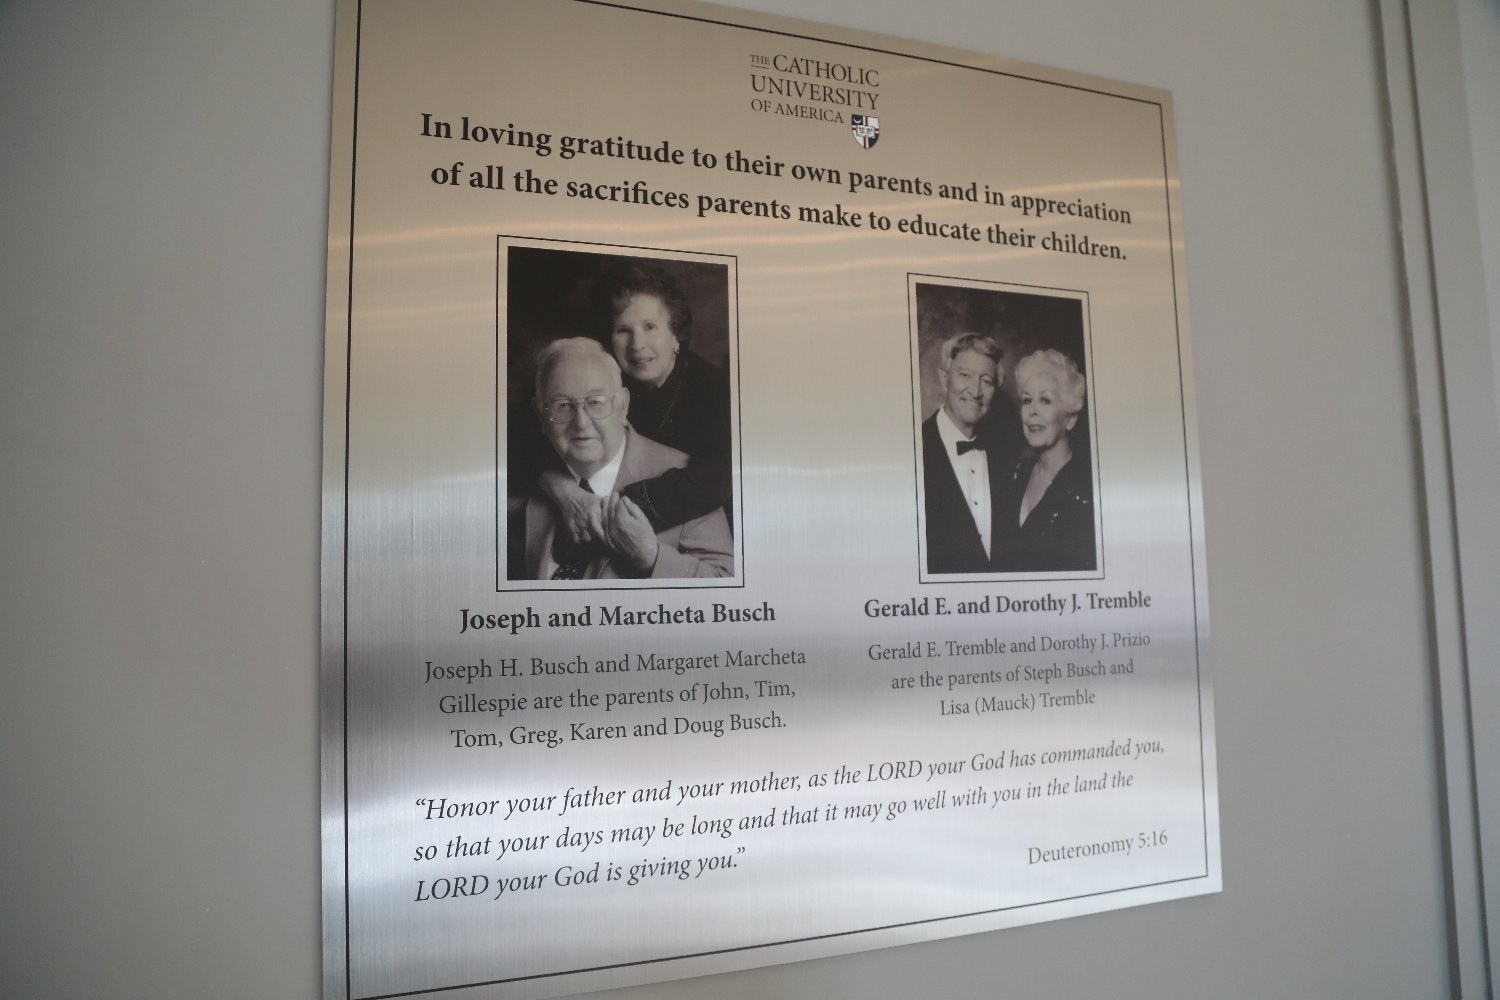 THE CATHOLIC
UNIVERSITY
OF AMERICA
In loving gratitude to their own parents and in appreciation
of all the sacrifices parents make to educate their children.
Joseph and Marcheta Busch
Joseph H. Busch and Margaret Marcheta
Gillespie are the parents of John, Tim,
Tom, Greg, Karen and Doug Busch.
Gerald E. and Dorothy J. Tremble
Gerald E. Tremble and Dorothy J. Prizio
are the parents of Steph Busch and
Lisa (Mauck) Tremble
“Honor your father and your mother, as the LORD your God has commanded you,
so that your days may be long and that it may go well with you in the land the
LORD your God is giving you.”
Deuteronomy 5:16